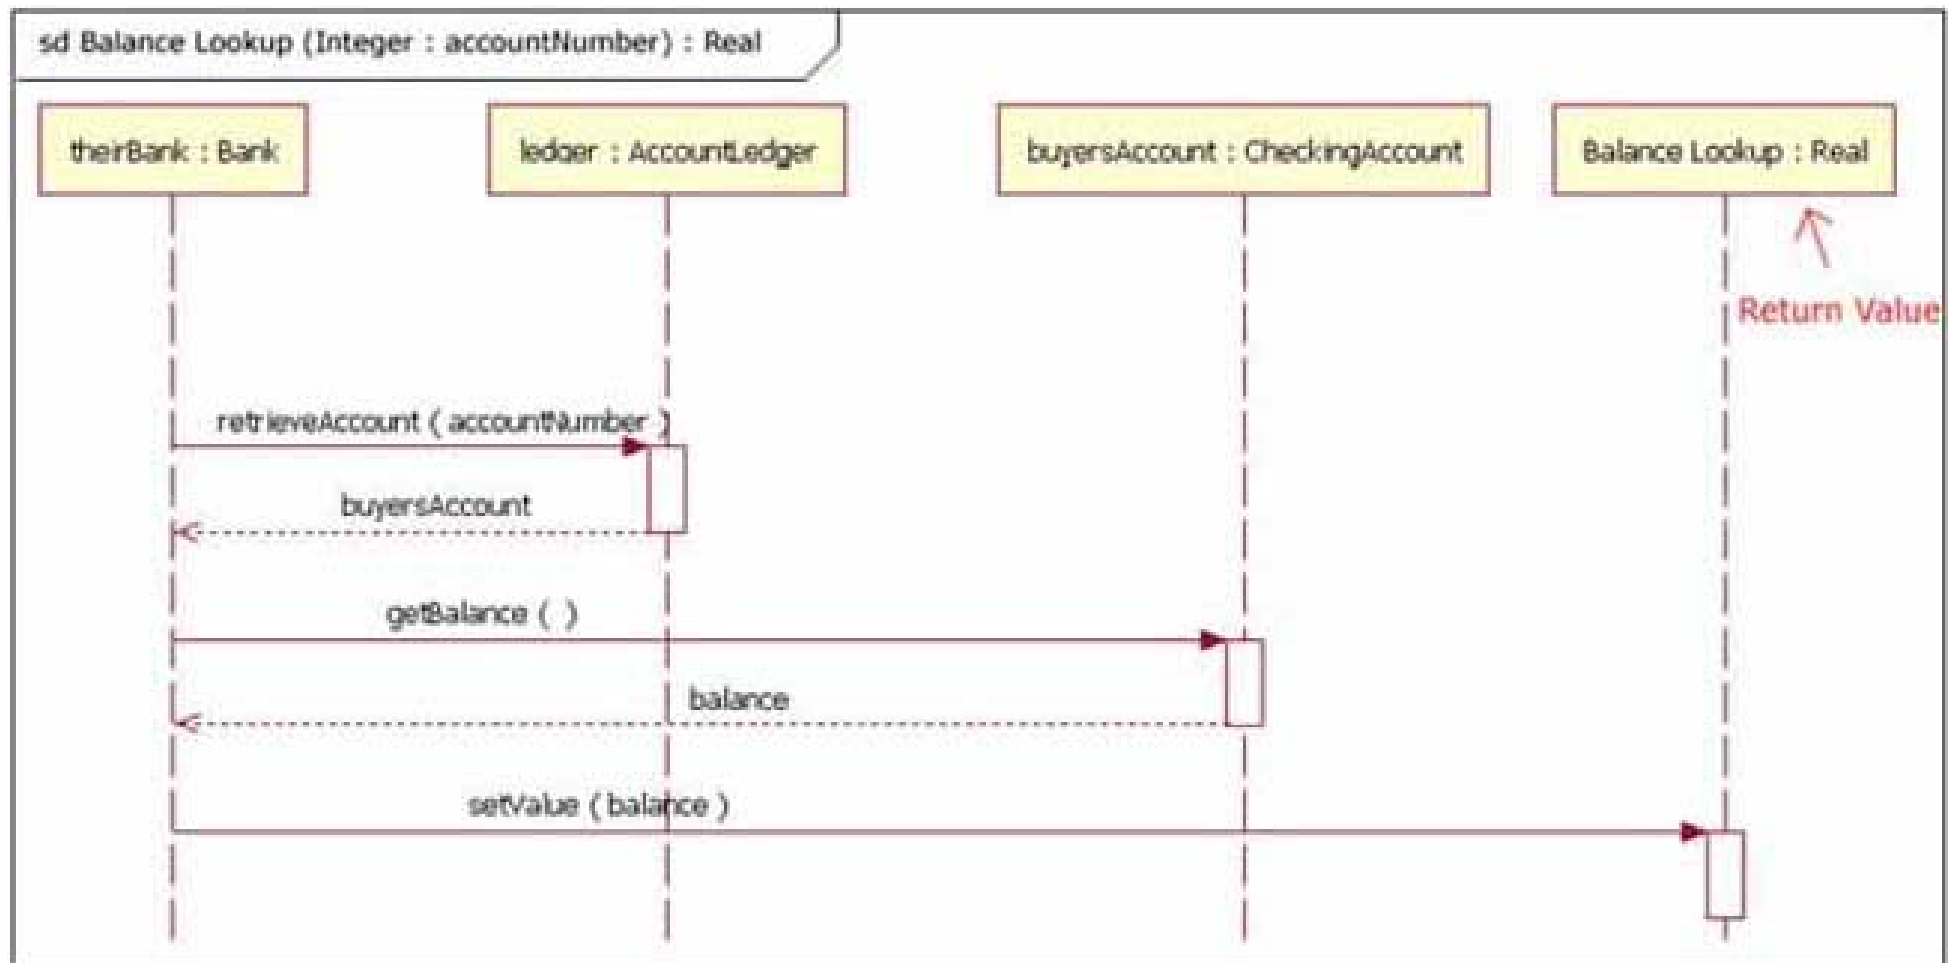 sd Balance Lookup (Integer : accountNumber) : Real
theirBank : Bank
ledger : AccountLedger
buyersAccount : CheckingAccount
Balance Lookup : Real
Return Value
retrieveAccount ( accountNumber )
buyersAccount
getBalance ( )
balance
setValue ( balance )